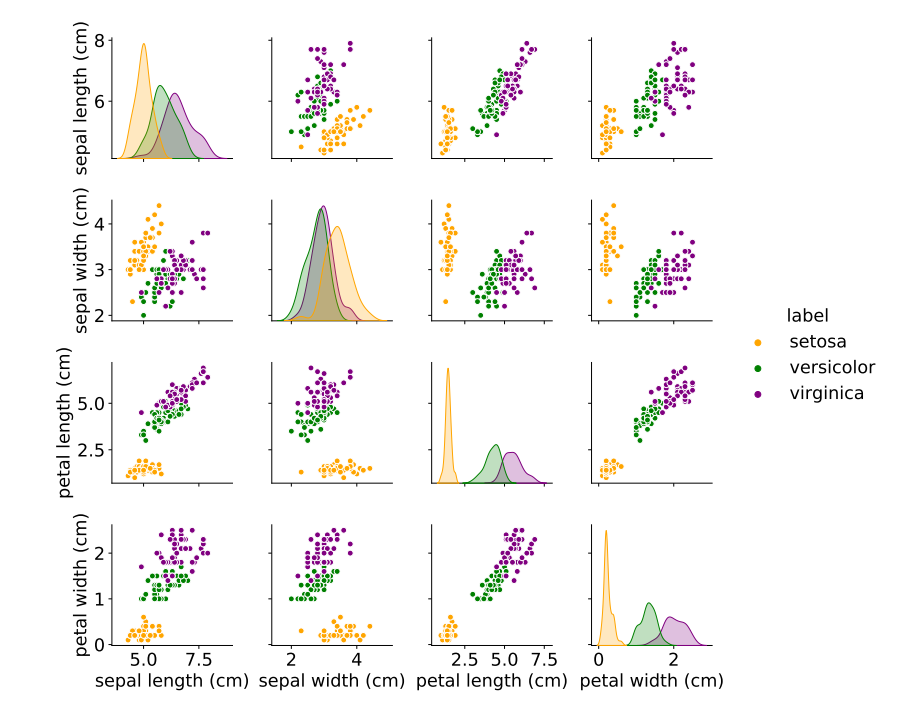 sepal length (cm)
8
6
sepal width (cm)
4
3
2
petal length (cm)
5.0
2.5
petal width (cm)
2
1
0
5.0 7.5
2 4
2.5 5.0 7.5
0 2
sepal length (cm)
sepal width (cm)
petal length (cm)
petal width (cm)
label
setosa
versicolor
virginica